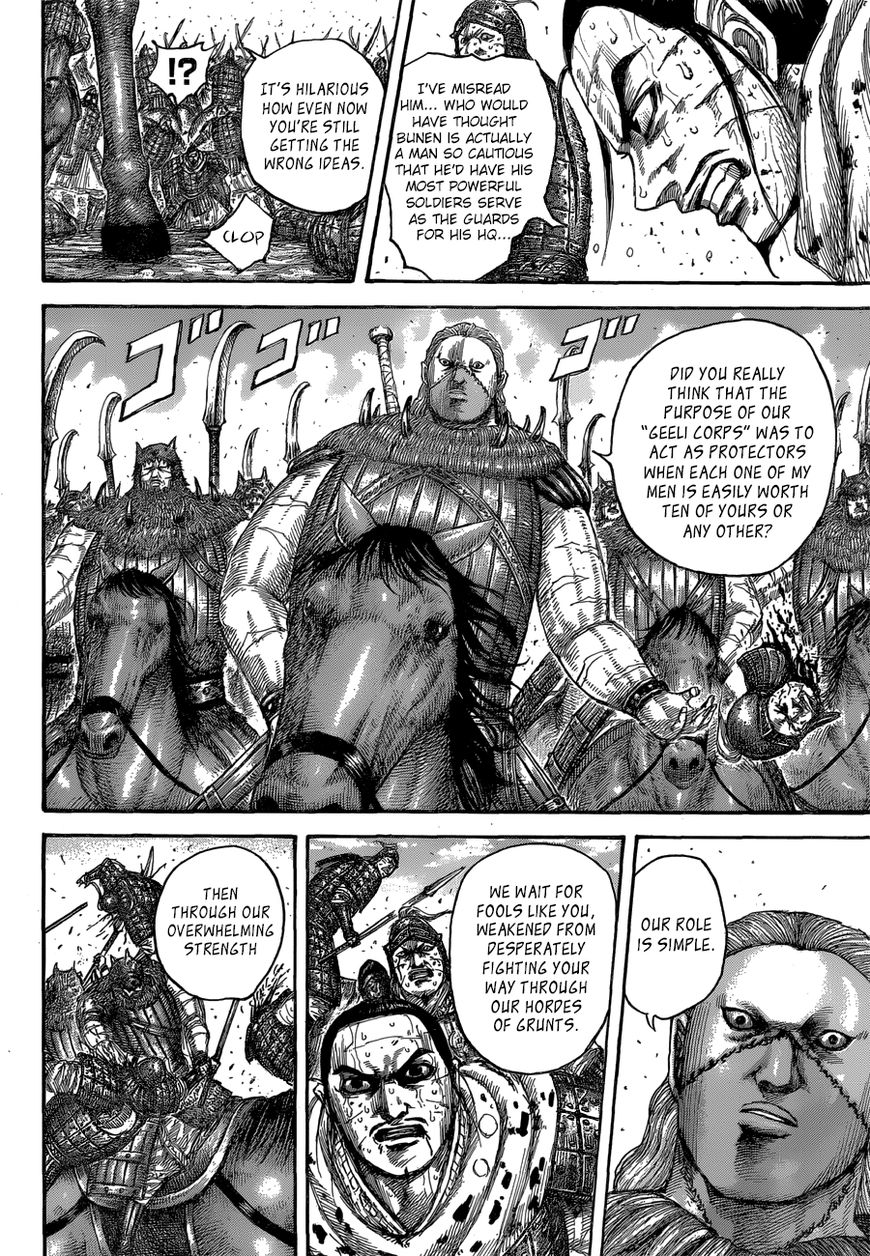 I'VE MISREAD
HIM... WHO WOULD
HAVE THOUGHT
BUNEN IS ACTUALLY
A MAN SO CAUTIOUS
THAT HE'D HAVE HIS
MOST POWERFUL
SOLDIERS SERVE
AS THE GUARDS
FOR HIS HQ...
IT'S HILARIOUS
HOW EVEN NOW
YOU'RE STILL
GETTING THE
WRONG IDEAS.
!?
CLOP
DID YOU REALLY
THINK THAT THE
PURPOSE OF OUR
"GEELI CORPS" WAS TO
ACT AS PROTECTORS
WHEN EACH ONE OF MY
MEN IS EASILY WORTH
TEN OF YOURS OR
ANY OTHER?
ゴ
ゴ
ゴ
OUR ROLE
IS SIMPLE.
WE WAIT FOR
FOOLS LIKE YOU,
WEAKENED FROM
DESPERATELY
FIGHTING YOUR
WAY THROUGH
OUR HORDES
OF GRUNTS.
THEN
THROUGH OUR
OVERWHELMING
STRENGTH